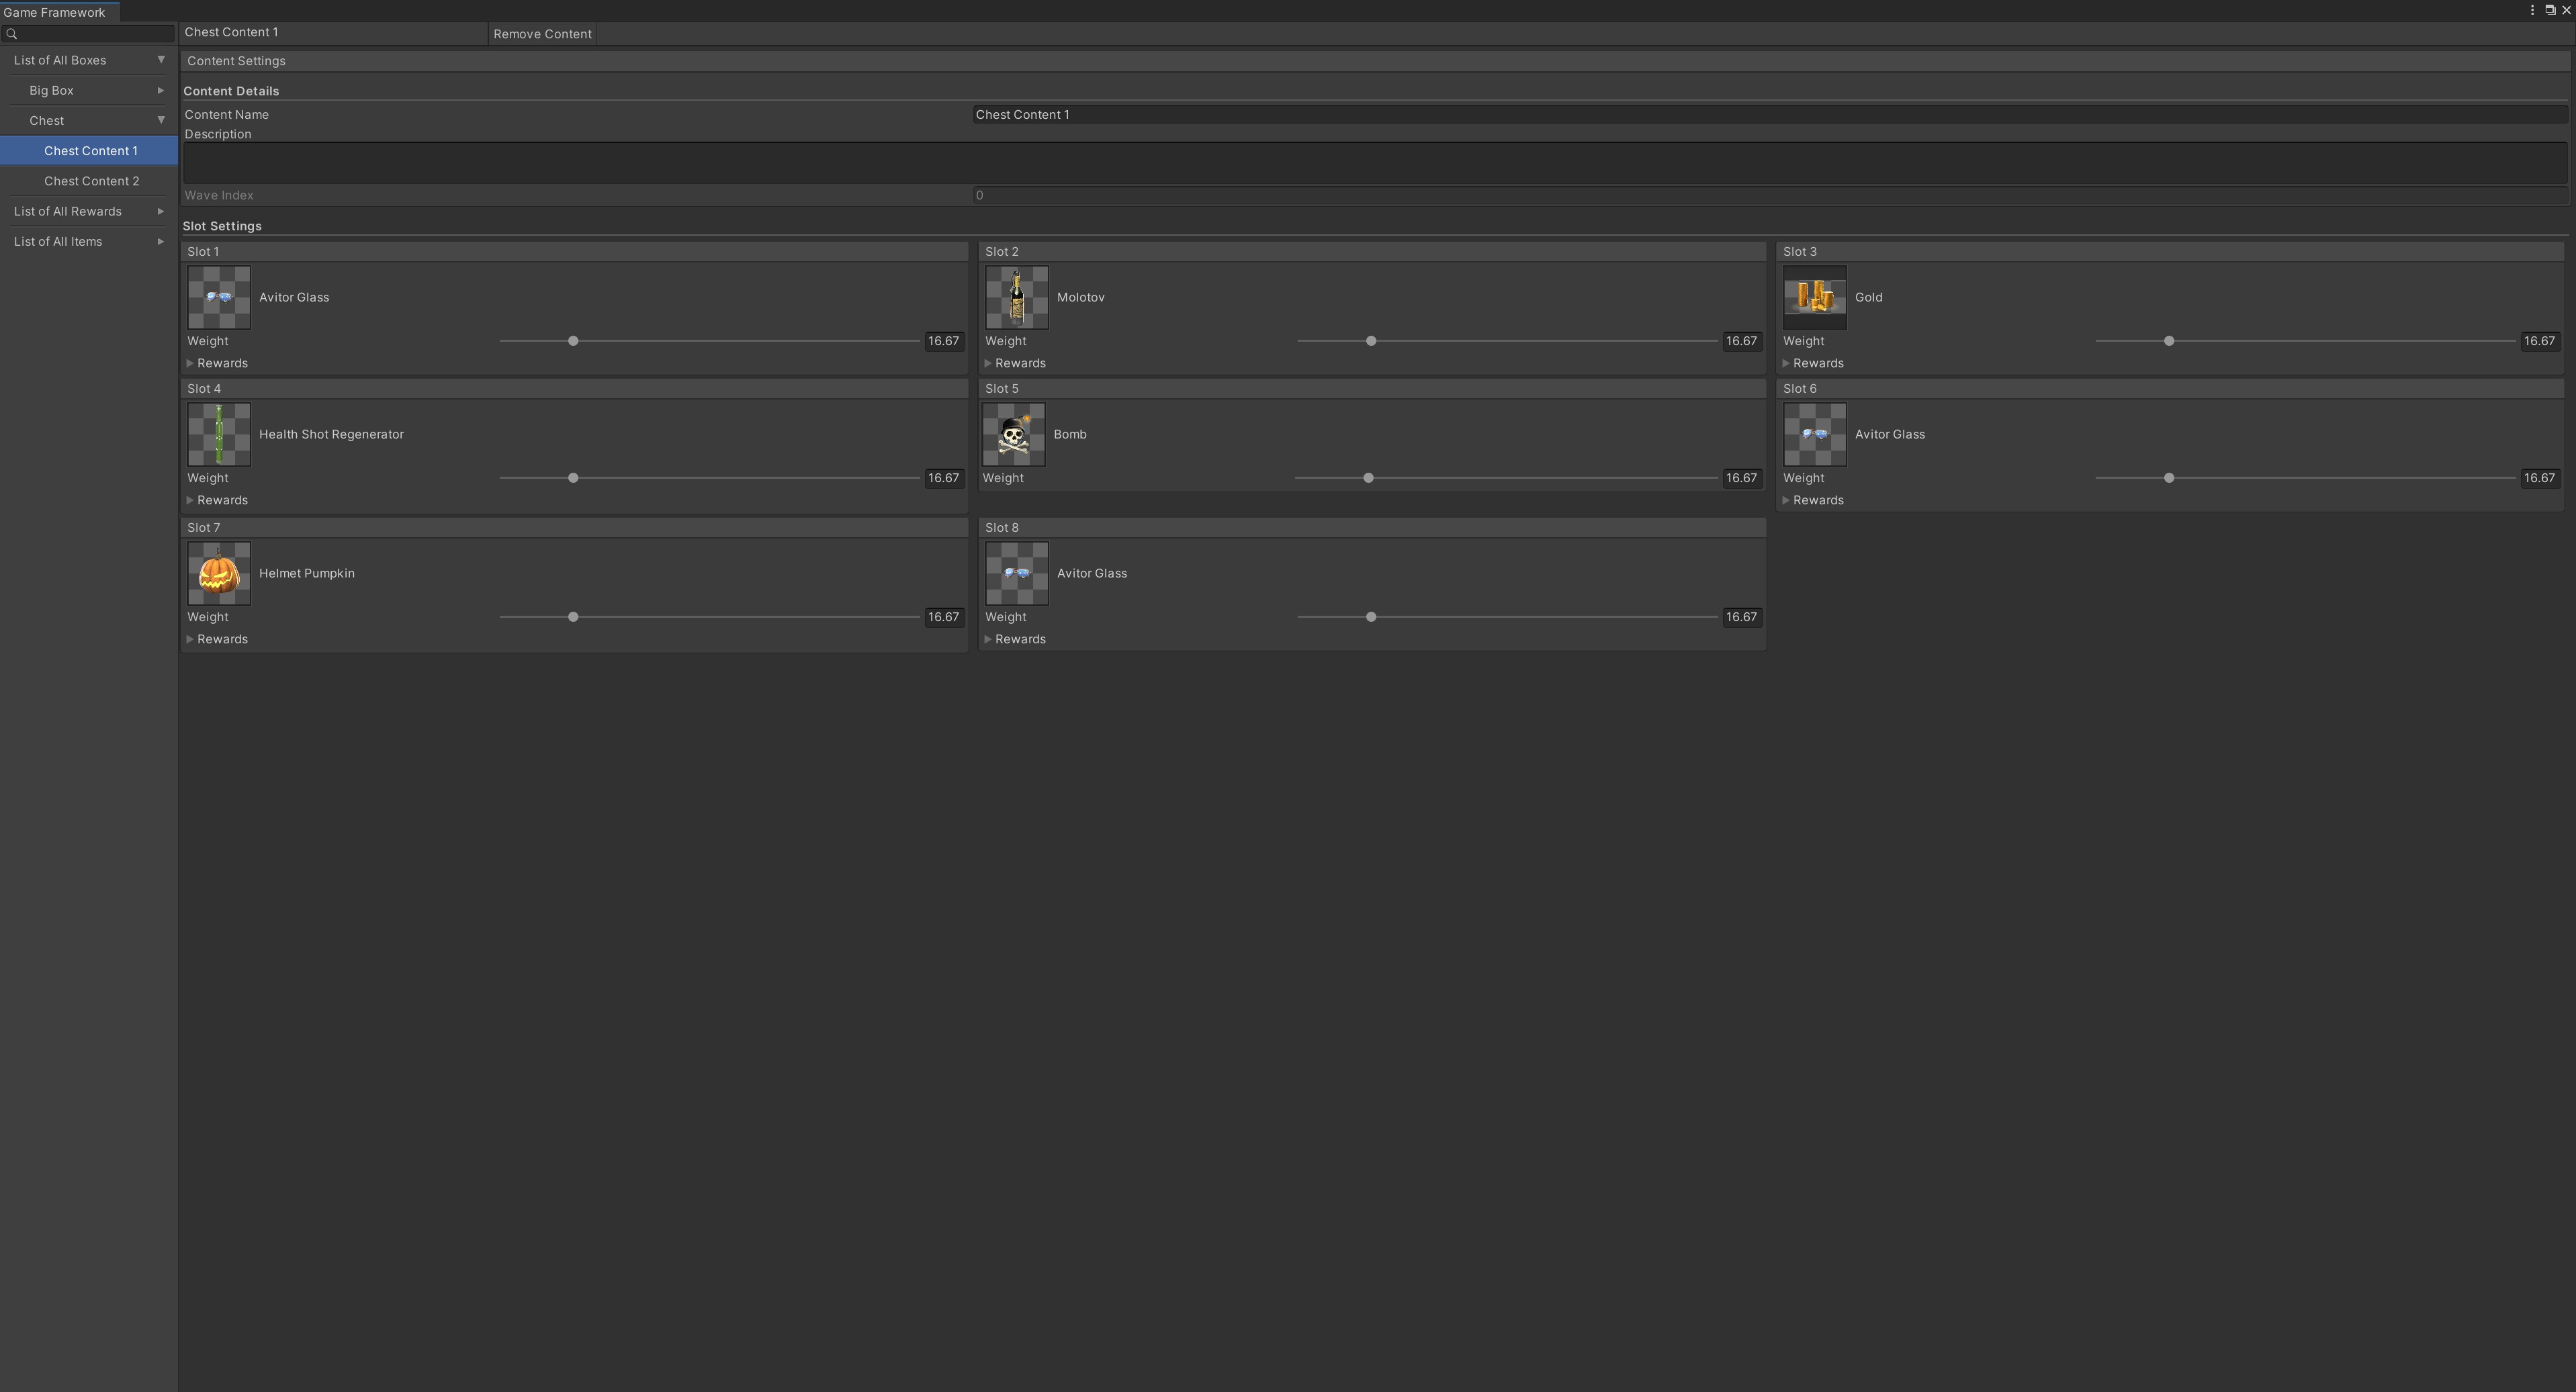 Game Framework
Chest Content 1
Remove Content
List of All Boxes
Big Box
Chest
Chest Content 1
Chest Content 2
List of All Rewards
List of All Items
Content Settings
Content Details
Content Name
Chest Content 1
Description
Wave Index
0
Slot Settings
Slot 1
Avitor Glass
Weight
16.67
Rewards
Slot 2
Molotov
Weight
16.67
Rewards
Slot 3
Gold
Weight
16.67
Rewards
Slot 4
Health Shot Regenerator
Weight
16.67
Rewards
Slot 5
Bomb
Weight
16.67
Slot 6
Avitor Glass
Weight
16.67
Rewards
Slot 7
Helmet Pumpkin
Weight
16.67
Rewards
Slot 8
Avitor Glass
Weight
16.67
Rewards